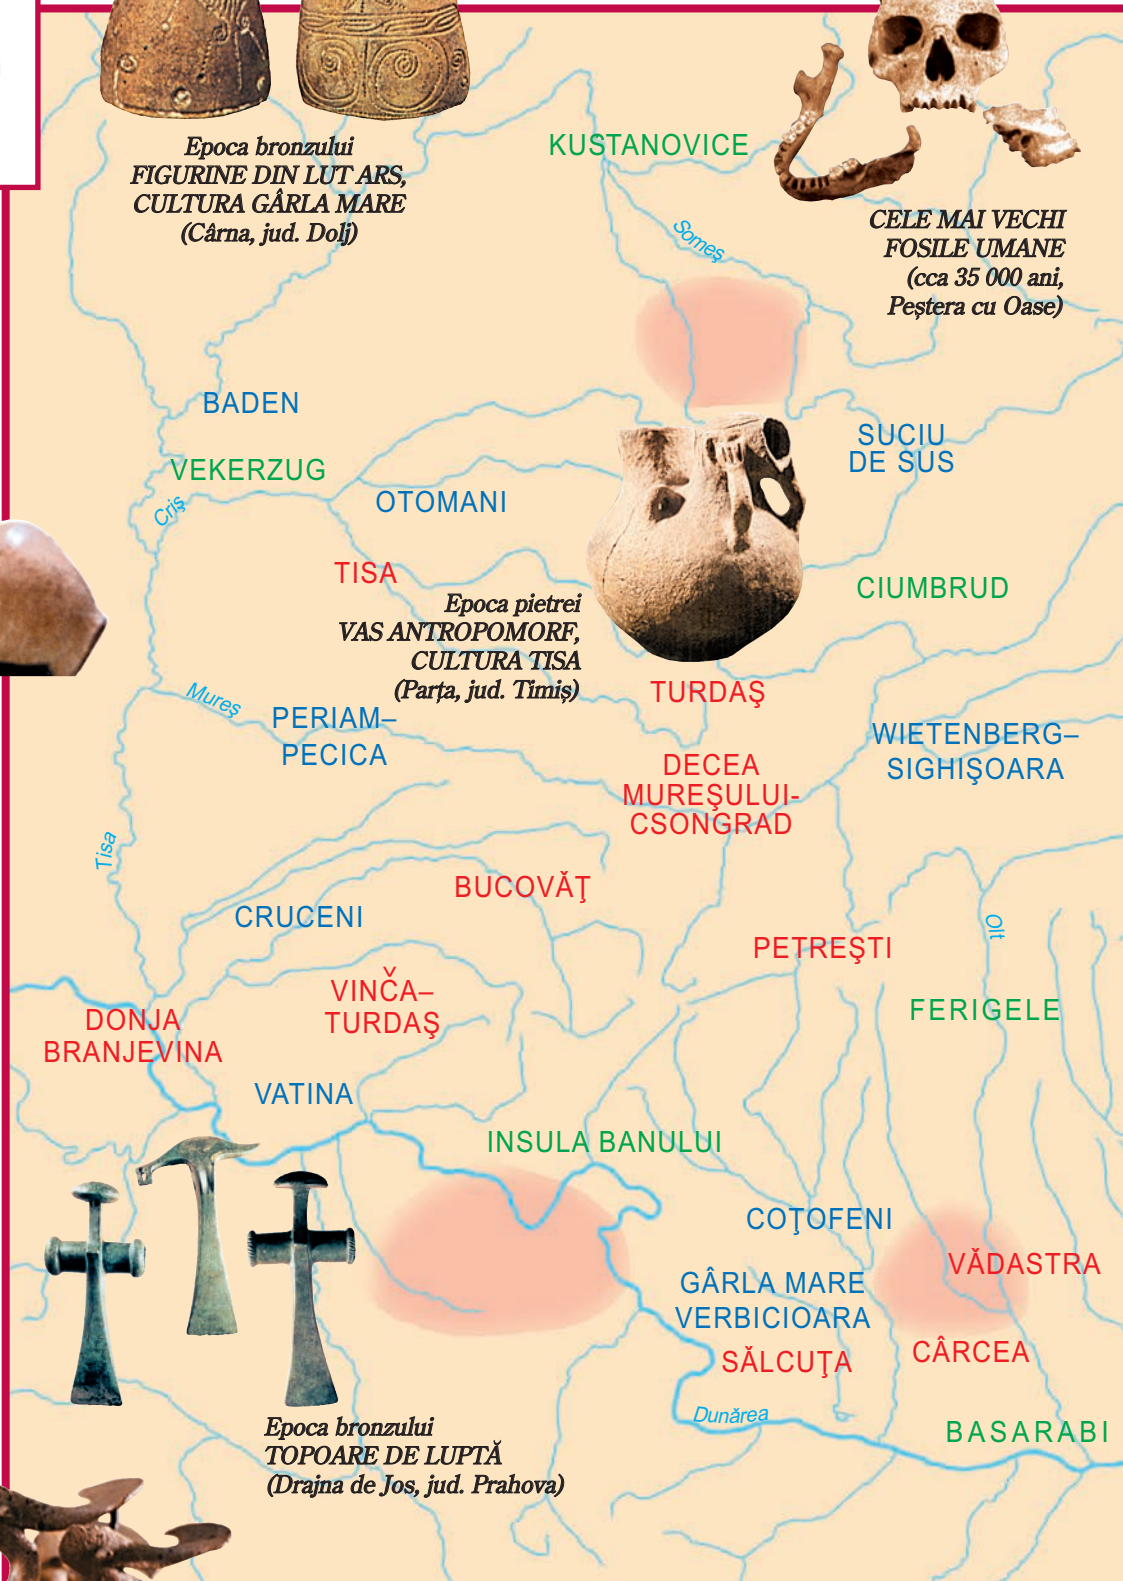 Epoca bronzului
FIGURINE DIN LUT ARS,
CULTURA GÂRLA MARE
(Cârna, jud. Dolj)
KUSTANOVICE
CELE MAI VECHI
FOSILE UMANE
(cca 35 000 ani,
Peștera cu Oase)
Someş
BADEN
SUCIU
DE SUS
VEKERZUG
OTOMANI
Criş
TISA
CIUMBRUD
Epoca pietrei
VAS ANTROPOMORF,
CULTURA TISA
(Parța, jud. Timiș)
TURDAŞ
Mureş
PERIAM–
PECICA
WIETENBERG–
SIGHIŞOARA
DECEA
MUREŞULUI-
CSONGRAD
Tisa
BUCOVĂŢ
CRUCENI
Olt
PETREŞTI
VINČA–
TURDAŞ
FERIGELE
DONJA
BRANJEVINA
VATINA
INSULA BANULUI
COŢOFENI
VĂDASTRA
GÂRLA MARE
VERBICIOARA
SĂLCUŢA
CÂRCEA
Dunărea
BASARABI
Epoca bronzului
TOPOARE DE LUPTĂ
(Drajna de Jos, jud. Prahova)